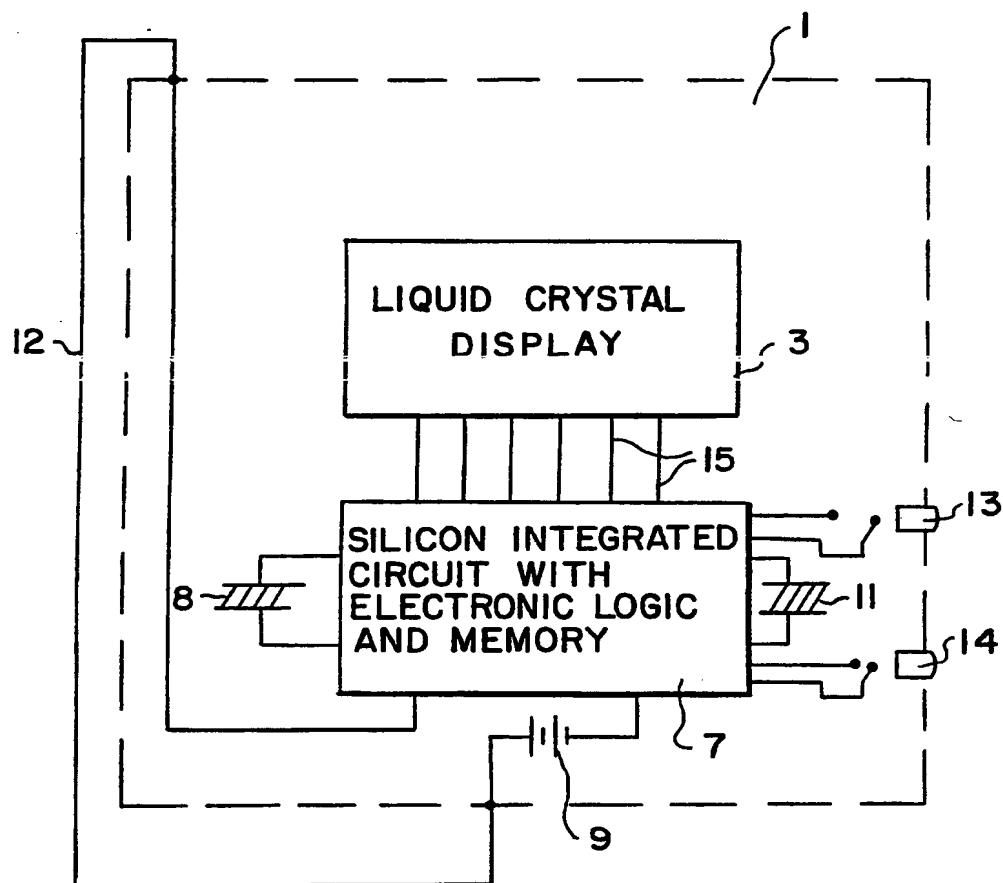 1
LIQUID CRYSTAL
DISPLAY
12
3
15
SILICON INTEGRATED
CIRCUIT WITH
ELECTRONIC LOGIC
AND MEMORY
13
8
11
14
7
9